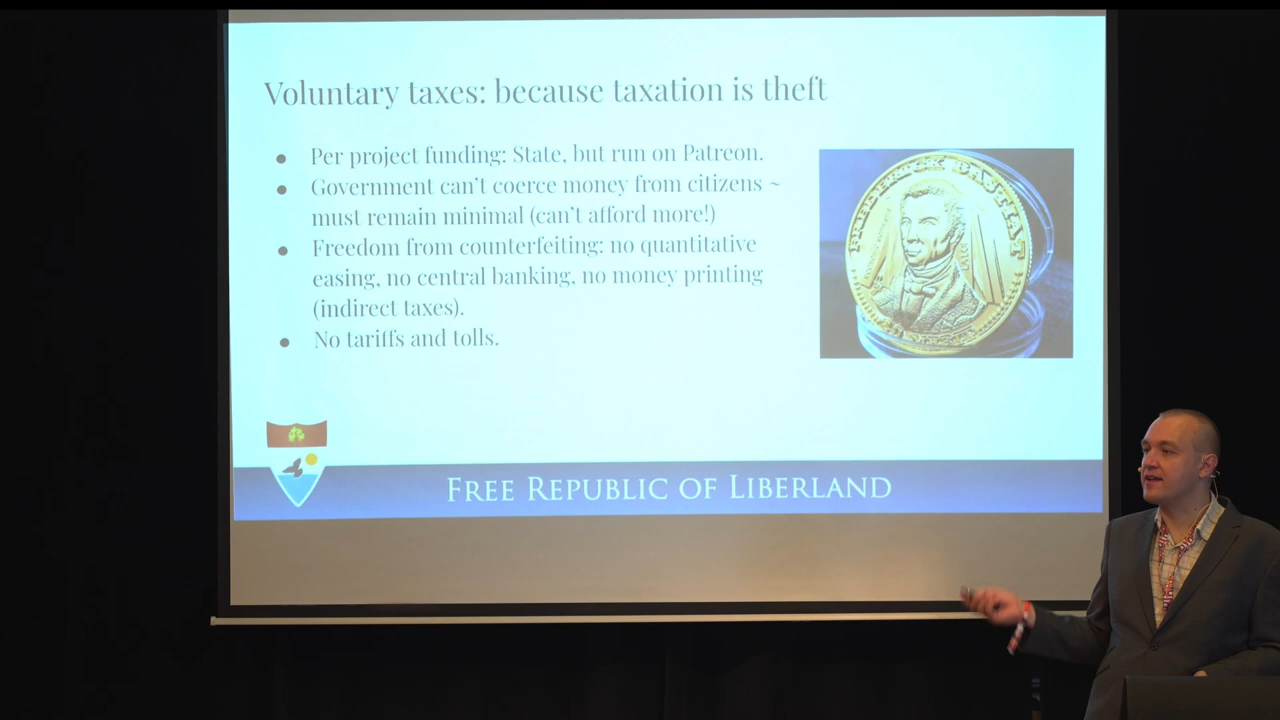 Voluntary taxes: because taxation is theft
● Per project funding: State, but run on Patreon.
● Government can't coerce money from citizens ~
must remain minimal (can't afford more!)
● Freedom from counterfeiting: no quantitative
easing, no central banking, no money printing
(indirect taxes).
● No tariffs and tolls.
FREDERICK BASTIAT
FREE REPUBLIC OF LIBERLAND